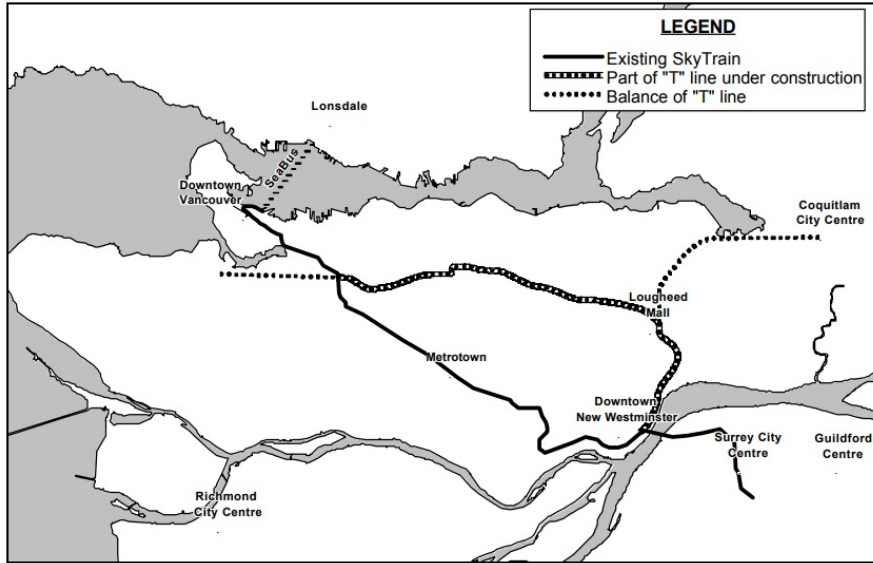 LEGEND
Existing SkyTrain
Part of "T" line under construction
Balance of "T" line
Lonsdale
SeaBus
Downtown
Vancouver
Coquitlam
City Centre
Lougheed
Mall
Metrotown
Downtown
New Westminster
Surrey City
Centre
Guildford
Centre
Richmond
City Centre